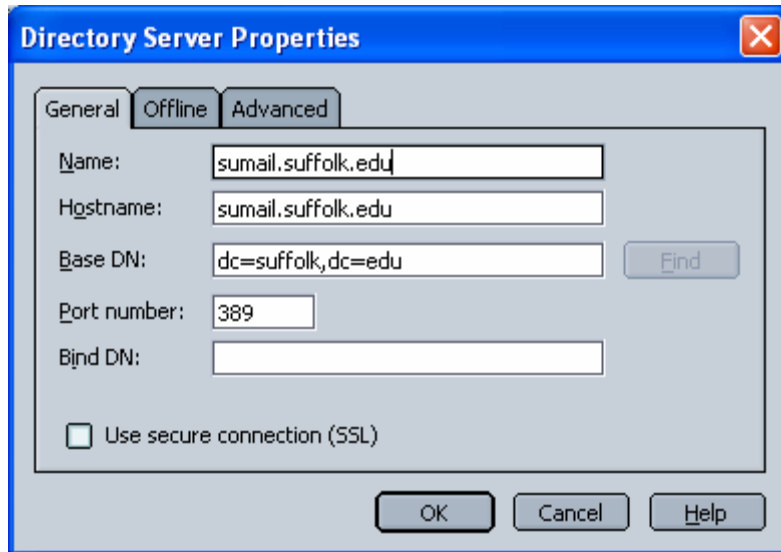 Directory Server Properties
General Offline Advanced
Name: sumail.suffolk.edu
Hostname: sumail.suffolk.edu
Base DN: dc=suffolk,dc=edu Find
Port number: 389
Bind DN:
Use secure connection (SSL)
OK Cancel Help